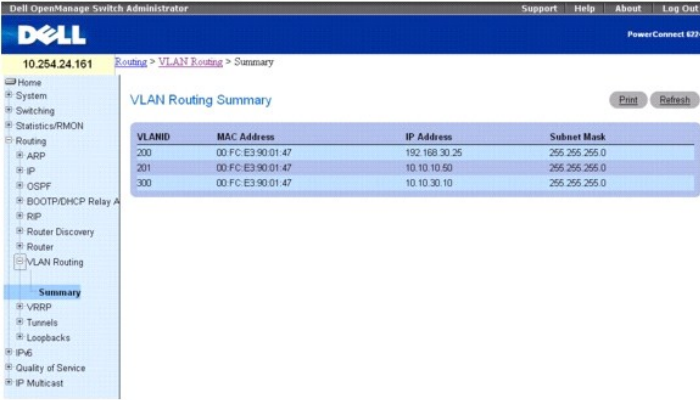 Dell OpenManage Switch Administrator
Support Help About Log Out
DELL
PowerConnect 622
10.254.24.161
Routing > VLAN Routing > Summary
Home
System
Switching
Statistics/RMON
Routing
ARP
IP
OSPF
BOOTP/DHCP Relay A
RIP
Router Discovery
Router
VLAN Routing
Summary
VRRP
Tunnels
Loopbacks
IPv6
Quality of Service
IP Multicast
VLAN Routing Summary
Print Refresh
VLANID MAC Address IP Address Subnet Mask
200 00:FC:E3:90:01:47 192.168.30.25 255.255.255.0
201 00:FC:E3:90:01:47 10.10.10.50 255.255.255.0
300 00:FC:E3:90:01:47 10.10.30.10 255.255.255.0